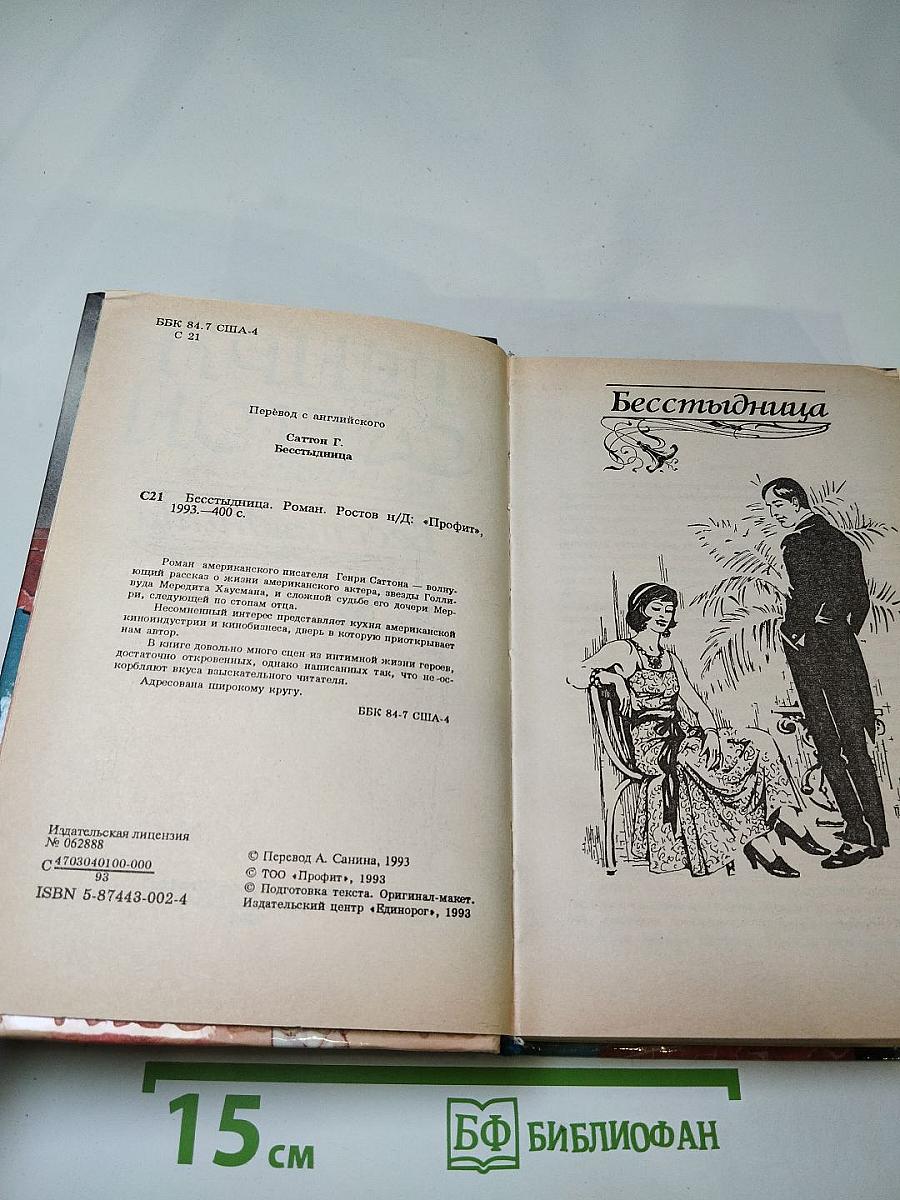 ББК 84.7 США-4
С 21
Перевод с английского
Саттон Г.
Бесстыдница
С21 Бесстыдница. Роман. Ростов н/Д: «Профит»,
1993.—400 с.
Роман американского писателя Генри Саттона — волну-
ющий рассказ о жизни американского актера, звезды Голли-
вуда Мередита Хаусмана, и сложной судьбе его дочери Мер-
ри, следующей по стопам отца.
Несомненный интерес представляет кухня американской
киноиндустрии и кинобизнеса, дверь в которую приоткрывает
нам автор.
В книге довольно много сцен из интимной жизни героев,
достаточно откровенных, однако написанных так, что не ос-
корбляют вкуса взыскательного читателя.
Адресована широкому кругу.
ББК 84-7 США-4
Издательская лицензия
№ 062888
С 4703040100-000
93
ISBN 5-87443-002-4
© Перевод А. Санина, 1993
© ТОО «Профит», 1993
© Подготовка текста. Оригинал-макет.
Издательский центр «Единорог», 1993
Бесстыдница
15 см
БФ БИБЛИОФАН